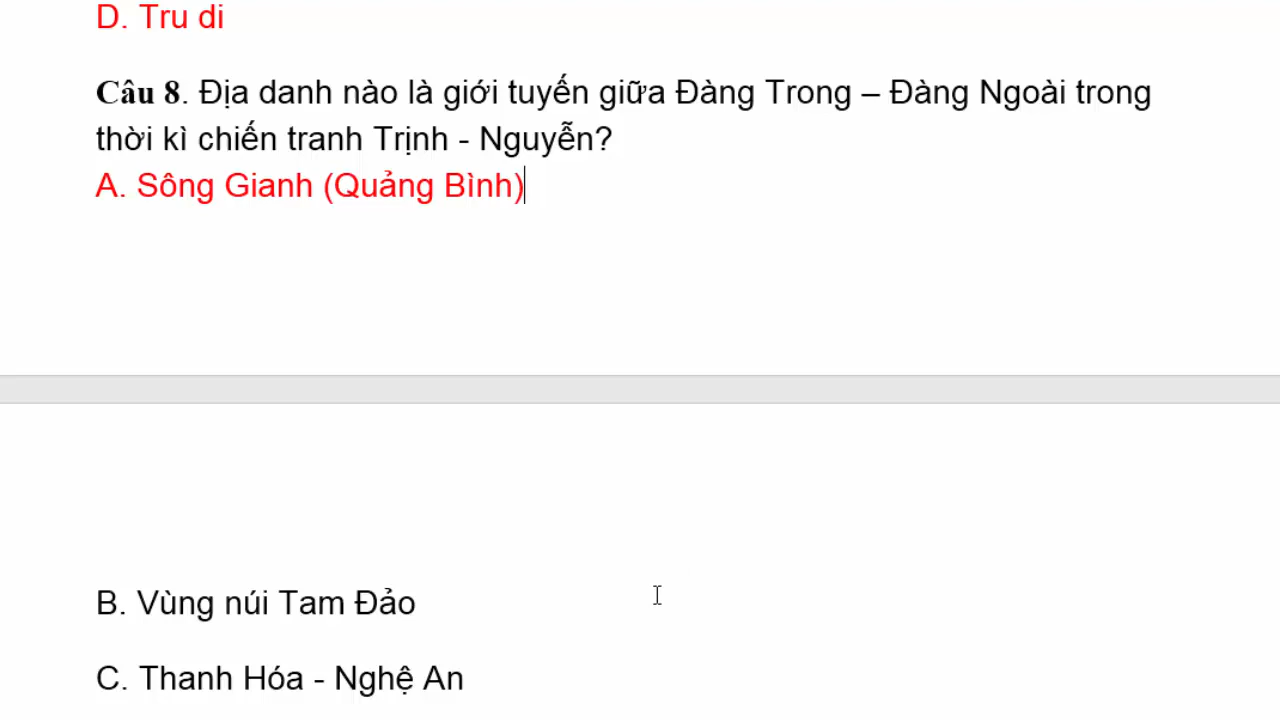 D. Tru di
Câu 8. Địa danh nào là giới tuyến giữa Đàng Trong – Đàng Ngoài trong
thời kì chiến tranh Trịnh - Nguyễn?
A. Sông Gianh (Quảng Bình)
B. Vùng núi Tam Đảo
C. Thanh Hóa - Nghệ An